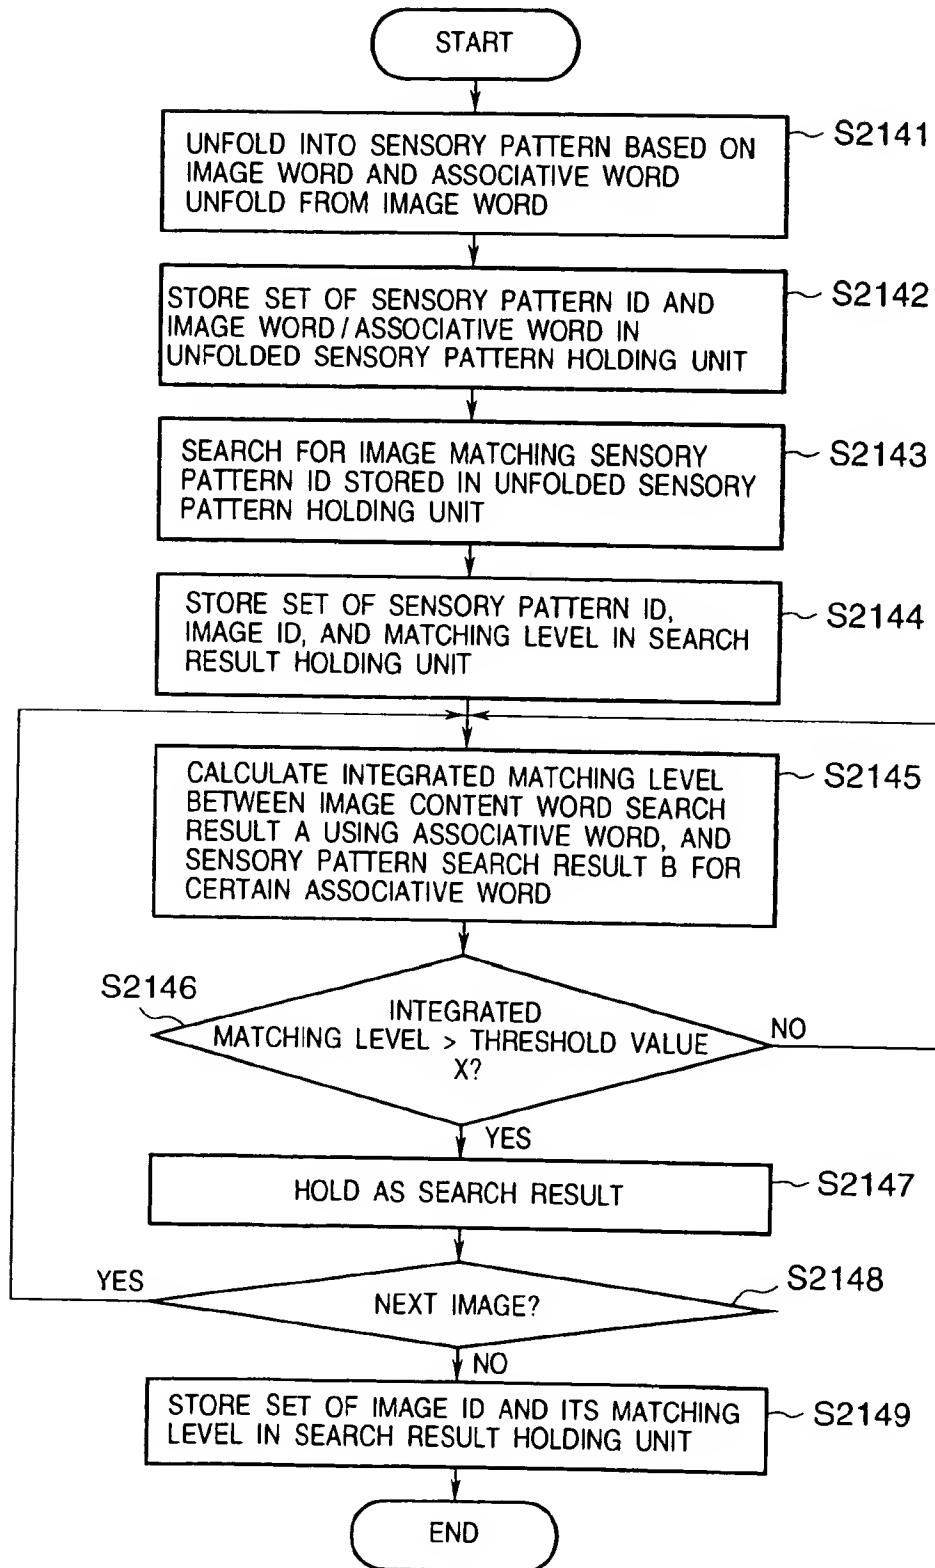 START
UNFOLD INTO SENSORY PATTERN BASED ON
IMAGE WORD AND ASSOCIATIVE WORD
UNFOLD FROM IMAGE WORD
S2141
STORE SET OF SENSORY PATTERN ID AND
IMAGE WORD/ASSOCIATIVE WORD IN
UNFOLDED SENSORY PATTERN HOLDING UNIT
S2142
SEARCH FOR IMAGE MATCHING SENSORY
PATTERN ID STORED IN UNFOLDED SENSORY
PATTERN HOLDING UNIT
S2143
STORE SET OF SENSORY PATTERN ID,
IMAGE ID, AND MATCHING LEVEL IN SEARCH
RESULT HOLDING UNIT
S2144
CALCULATE INTEGRATED MATCHING LEVEL
BETWEEN IMAGE CONTENT WORD SEARCH
RESULT A USING ASSOCIATIVE WORD, AND
SENSORY PATTERN SEARCH RESULT B FOR
CERTAIN ASSOCIATIVE WORD
S2145
S2146
INTEGRATED
MATCHING LEVEL > THRESHOLD VALUE
X?
NO
YES
HOLD AS SEARCH RESULT
S2147
YES
NEXT IMAGE?
S2148
NO
STORE SET OF IMAGE ID AND ITS MATCHING
LEVEL IN SEARCH RESULT HOLDING UNIT
S2149
END